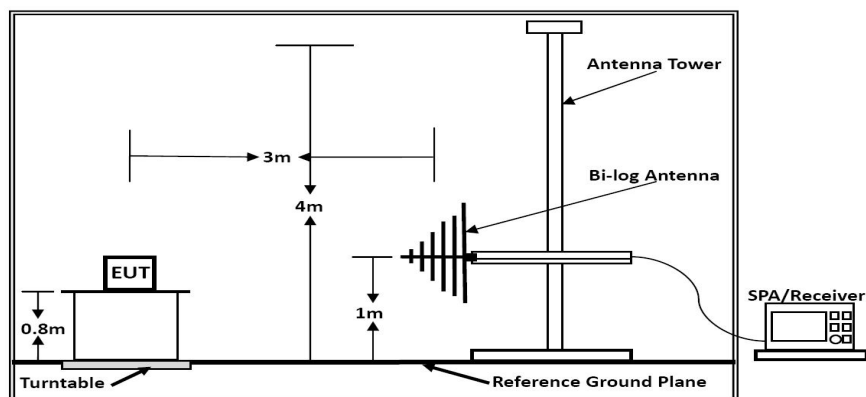 Antenna Tower
3m
Bi-log Antenna
4m
EUT
SPA/Receiver
0.8m
1m
Turntable
Reference Ground Plane